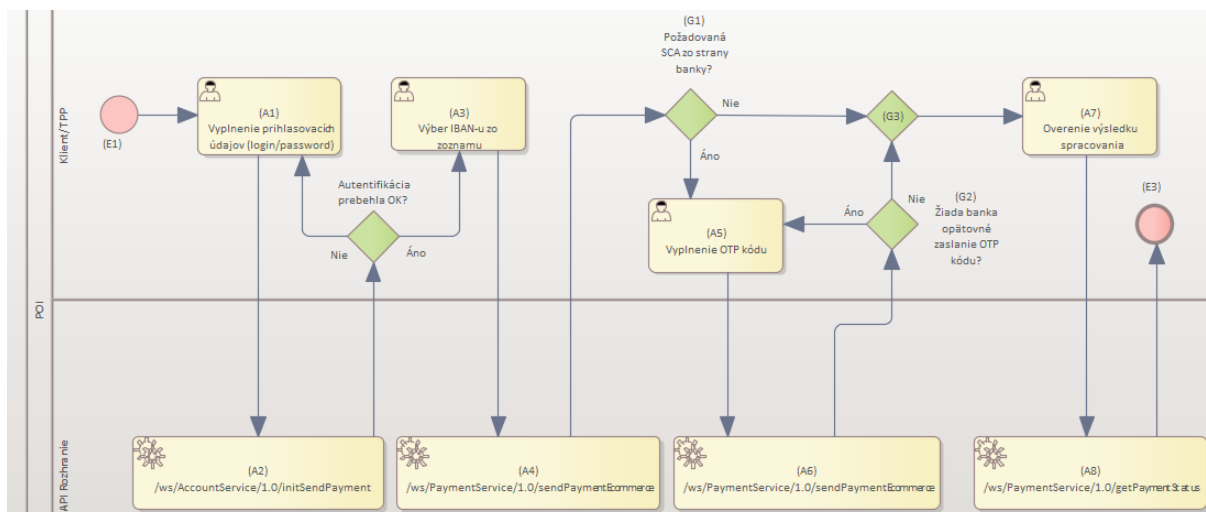 POI
Klient/TPP
(E1)
(A1)
Vyplnenie prihlasovacích
údajov (login/password)
(A3)
Výber IBAN-u zo
zoznamu
Autentifikácia
prebehla OK?
Nie
Áno
(G1)
Požadovaná
SCA zo strany
banky?
Nie
Áno
(G3)
(A5)
Vyplnenie OTP kódu
Áno
Nie
(G2)
Žiada banka
opätovné
zaslanie OTP
kódu?
(A7)
Overenie výsledku
spracovania
(E3)
API Rozhranie
(A2)
/ws/AccountService/1.0/initSendPayment
(A4)
/ws/PaymentService/1.0/sendPaymentEcommerce
(A6)
/ws/PaymentService/1.0/sendPaymentEcommerce
(A8)
/ws/PaymentService/1.0/getPaymentStatus